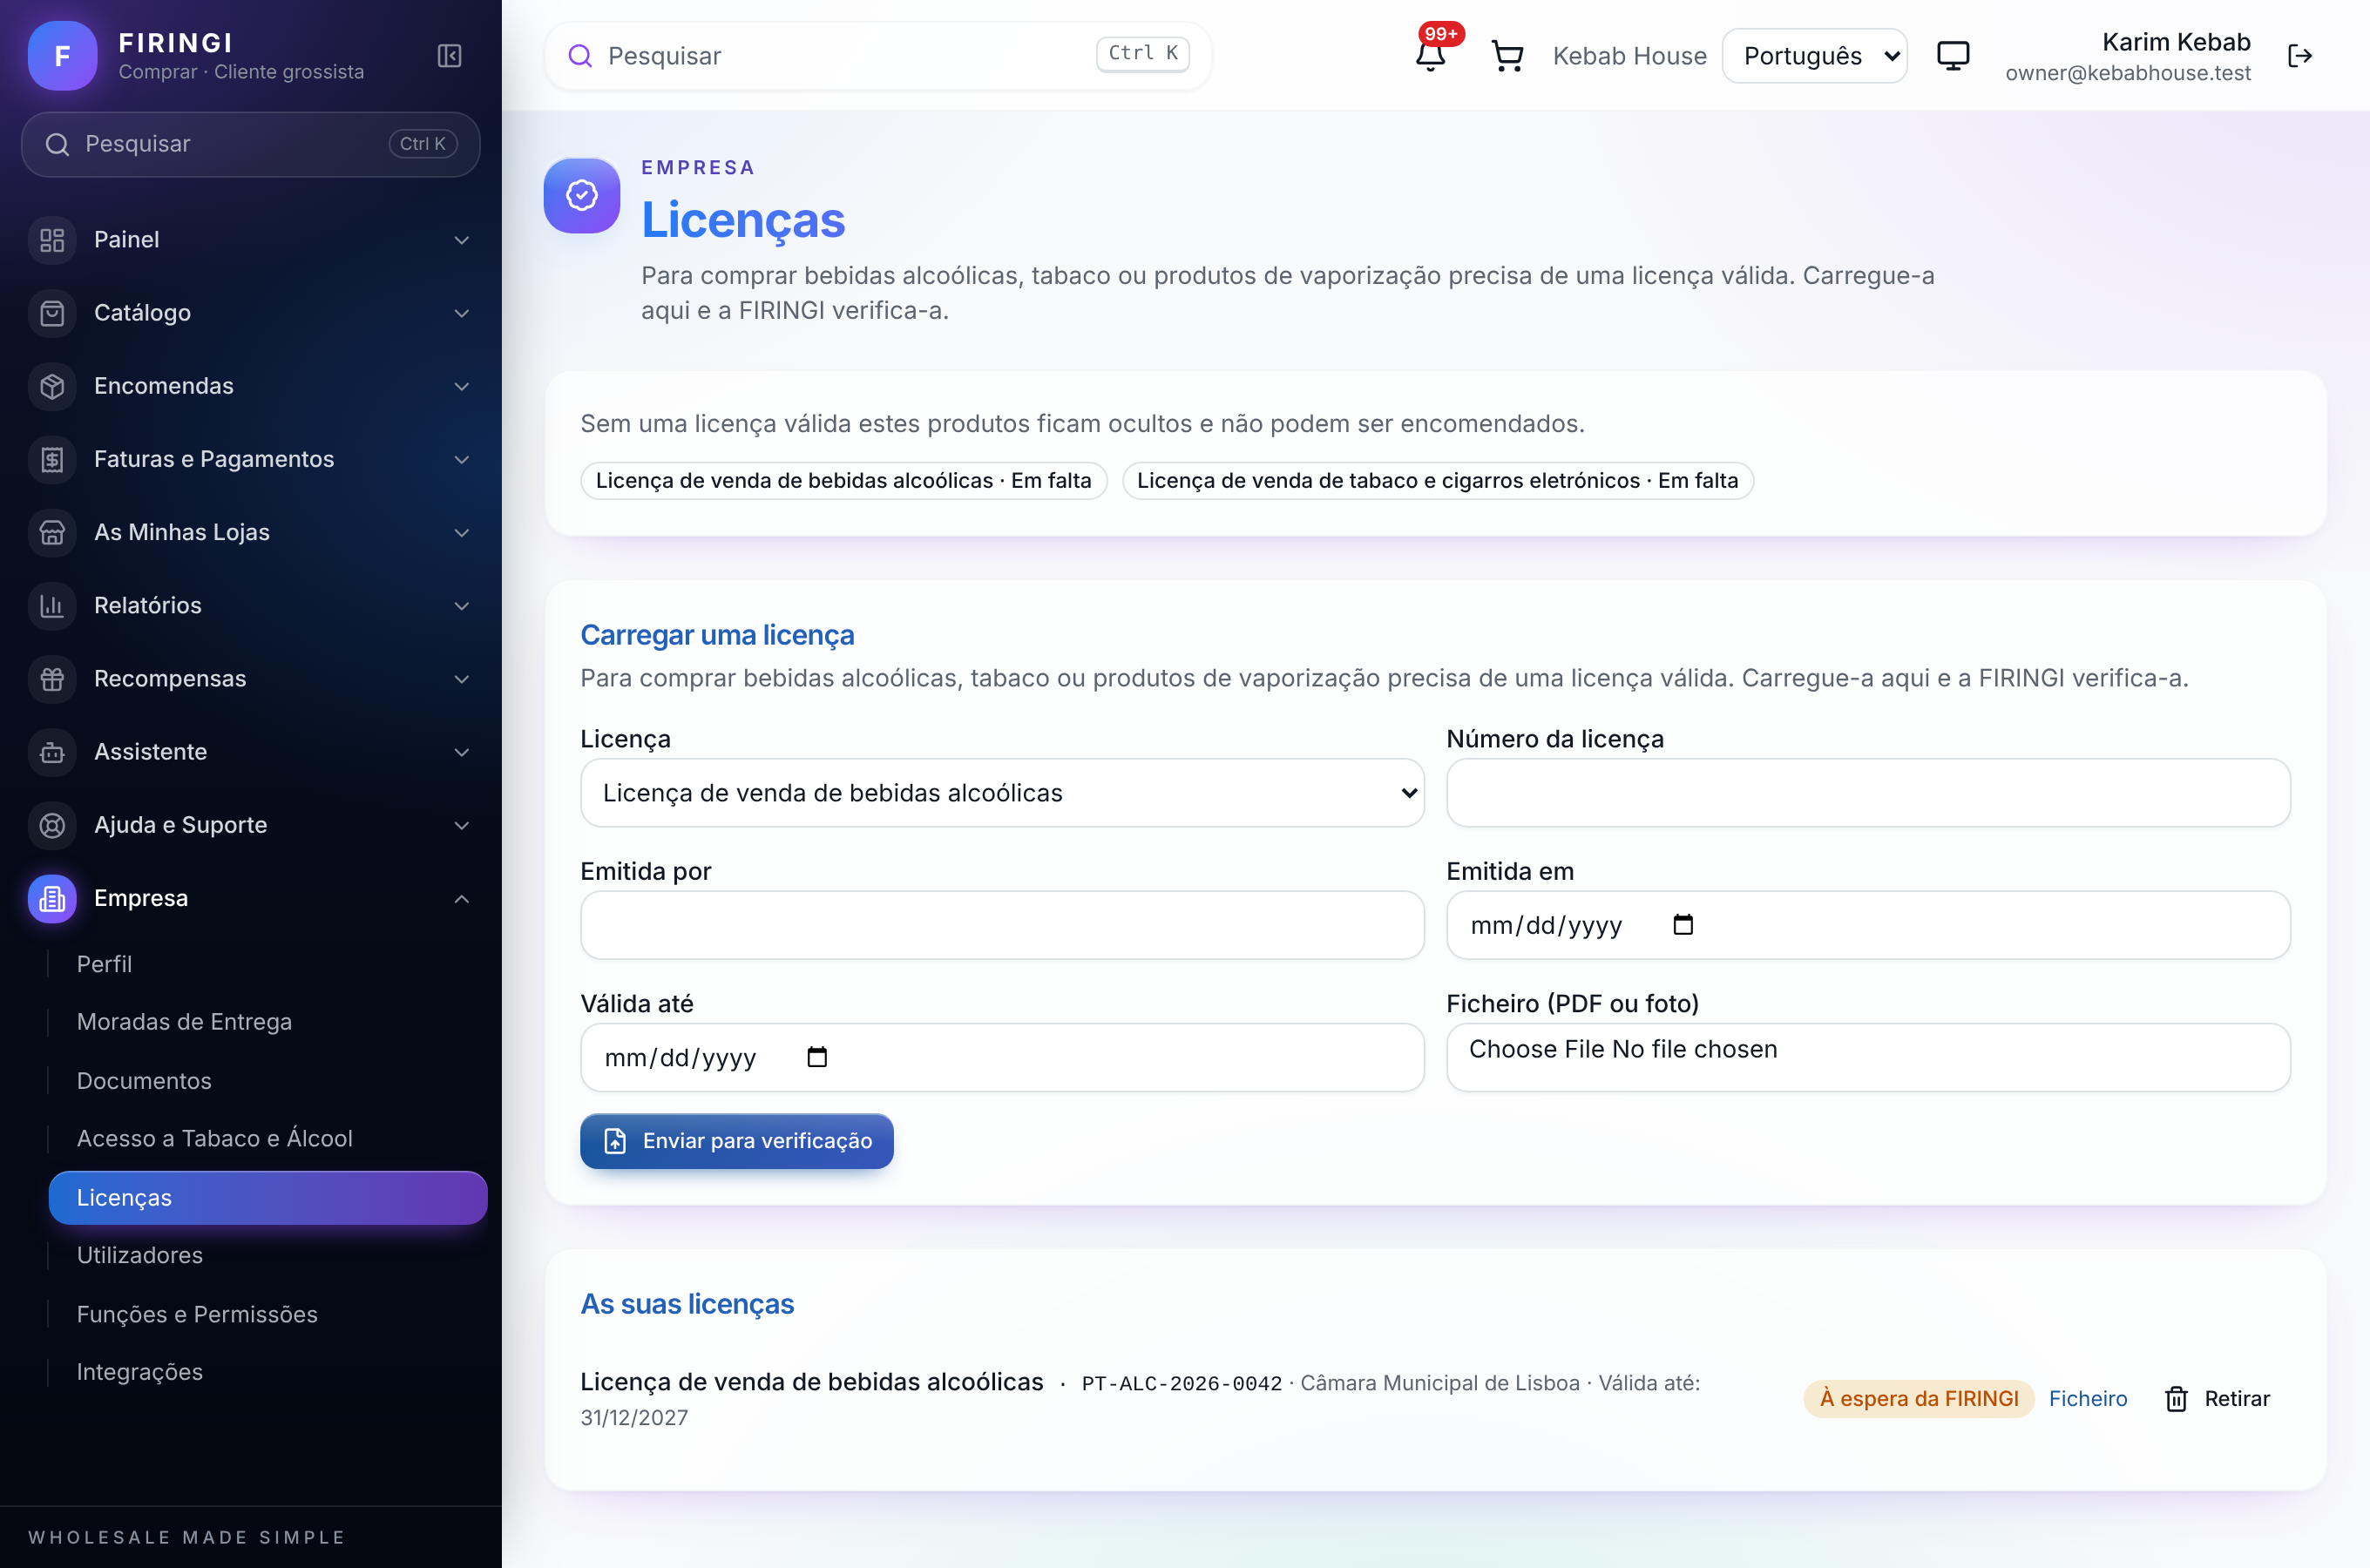 F
FIRINGI
Comprar · Cliente grossista
Pesquisar
Ctrl K
Painel
Catálogo
Encomendas
Faturas e Pagamentos
As Minhas Lojas
Relatórios
Recompensas
Assistente
Ajuda e Suporte
Empresa
Perfil
Moradas de Entrega
Documentos
Acesso a Tabaco e Álcool
Licenças
Utilizadores
Funções e Permissões
Integrações
WHOLESALE MADE SIMPLE
Pesquisar
Ctrl K
99+
Kebab House
Português
Karim Kebab
owner@kebabhouse.test
EMPRESA
Licenças
Para comprar bebidas alcoólicas, tabaco ou produtos de vaporização precisa de uma licença válida. Carregue-a
aqui e a FIRINGI verifica-a.
Sem uma licença válida estes produtos ficam ocultos e não podem ser encomendados.
Licença de venda de bebidas alcoólicas · Em falta
Licença de venda de tabaco e cigarros eletrónicos · Em falta
Carregar uma licença
Para comprar bebidas alcoólicas, tabaco ou produtos de vaporização precisa de uma licença válida. Carregue-a aqui e a FIRINGI verifica-a.
Licença
Licença de venda de bebidas alcoólicas
Número da licença
Emitida por
Emitida em
mm/dd/yyyy
Válida até
mm/dd/yyyy
Ficheiro (PDF ou foto)
Choose File No file chosen
Enviar para verificação
As suas licenças
Licença de venda de bebidas alcoólicas · PT-ALC-2026-0042 · Câmara Municipal de Lisboa · Válida até:
31/12/2027
À espera da FIRINGI
Ficheiro
Retirar